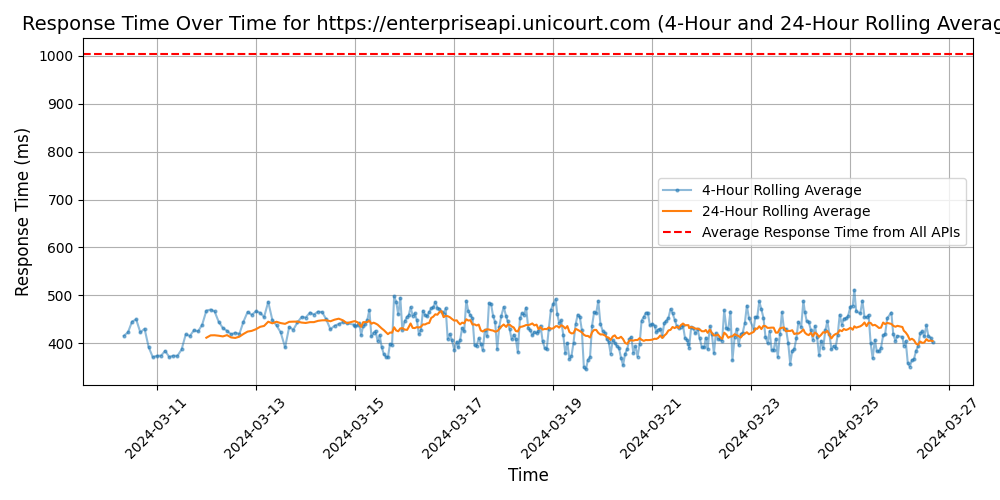 Response Time Over Time for https://enterpriseapi.unicourt.com (4-Hour and 24-Hour Rolling Averag
Response Time (ms)
1000
900
800
700
600
500
400
4-Hour Rolling Average
24-Hour Rolling Average
Average Response Time from All APIs
2024-03-11
2024-03-13
2024-03-15
2024-03-17
2024-03-19
2024-03-21
2024-03-23
2024-03-25
2024-03-27
Time